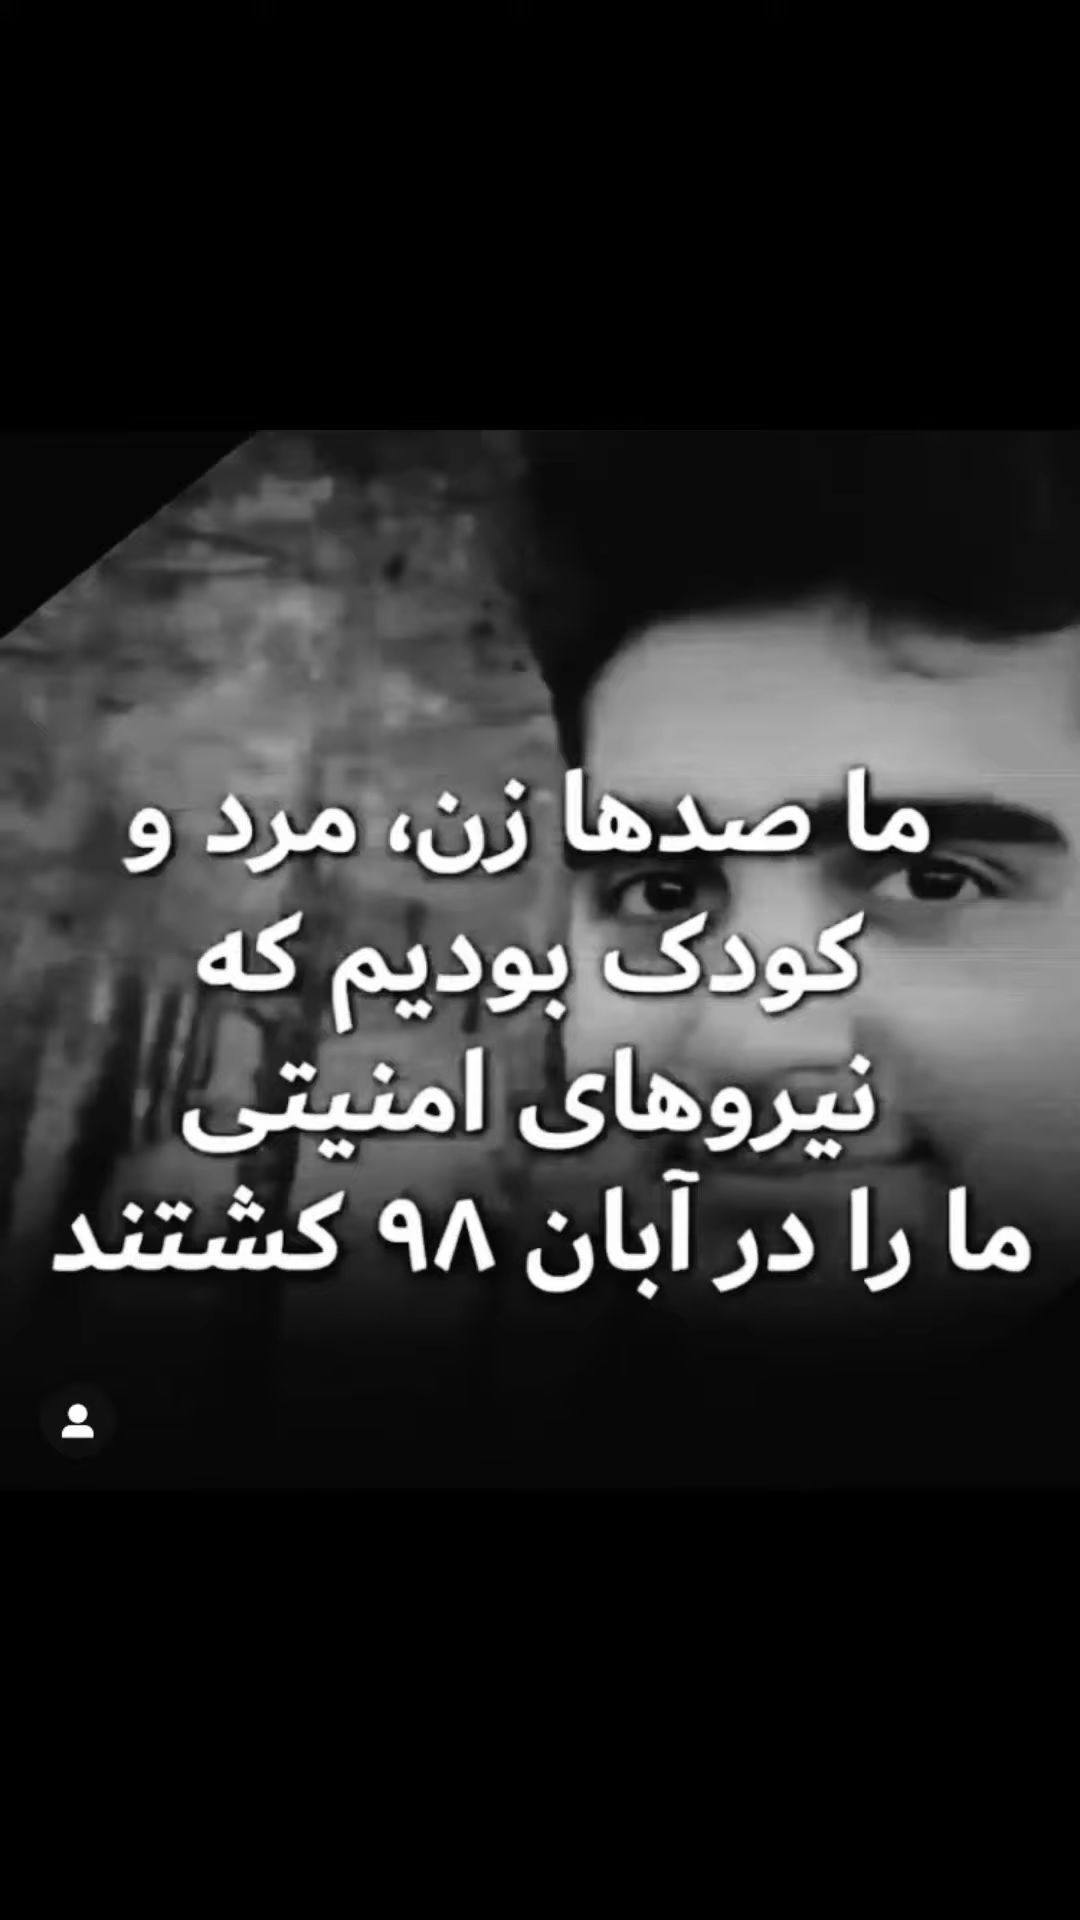 ما صدها زن، مرد و
کودک بودیم که
نیروهای امنیتی
ما را در آبان ۹۸ کشتند